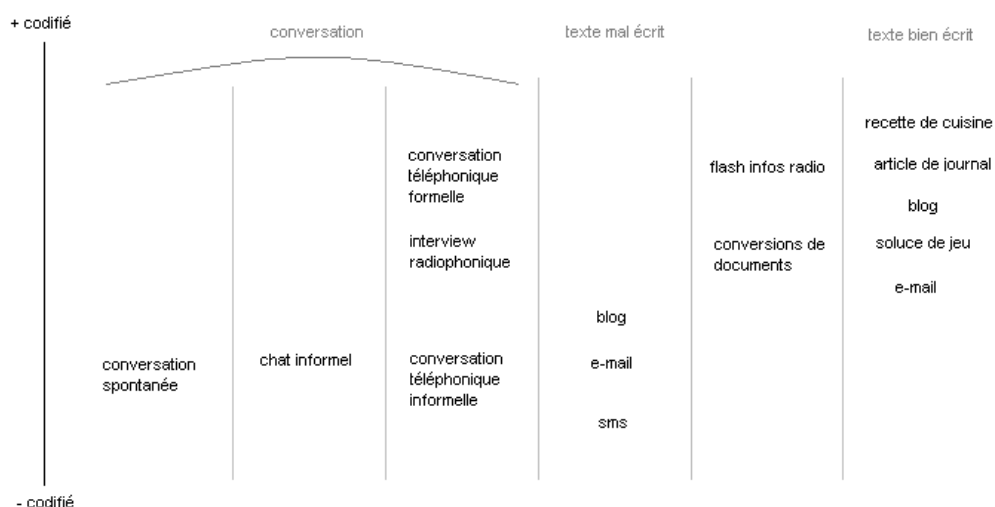 + codifié
conversation
texte mal écrit
texte bien écrit
recette de cuisine
conversation
téléphonique
formelle
flash infos radio
article de journal
blog
interview
radiophonique
conversions de
documents
soluce de jeu
e-mail
blog
conversation
spontanée
chat informel
conversation
téléphonique
informelle
e-mail
sms
- codifié